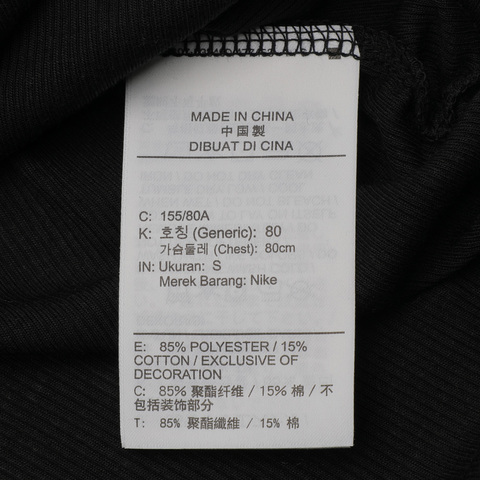 MADE IN CHINA
中国製
DIBUAT DI CINA
C: 155/80A
K: 호칭 (Generic): 80
가슴둘레 (Chest): 80cm
IN: Ukuran: S
Merek Barang: Nike
E: 85% POLYESTER / 15%
COTTON / EXCLUSIVE OF
DECORATION
C: 85% 聚酯纤维 / 15% 棉 / 不
包括装饰部分
T: 85% 聚酯纖維 / 15% 棉